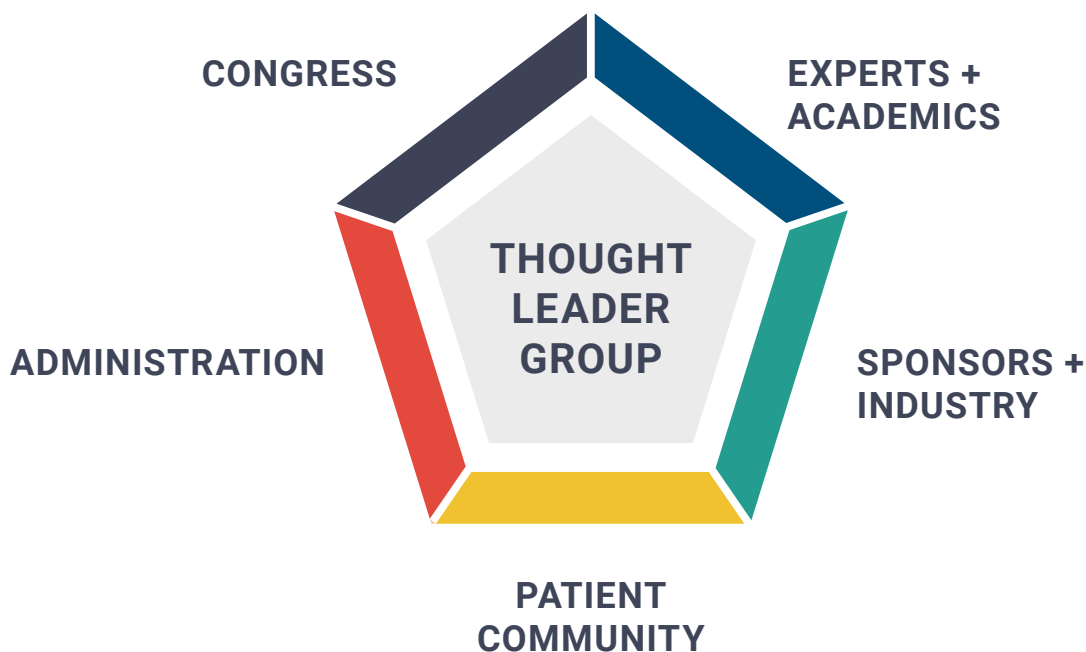 CONGRESS
EXPERTS +
ACADEMICS
THOUGHT
LEADER
GROUP
ADMINISTRATION
SPONSORS +
INDUSTRY
PATIENT
COMMUNITY